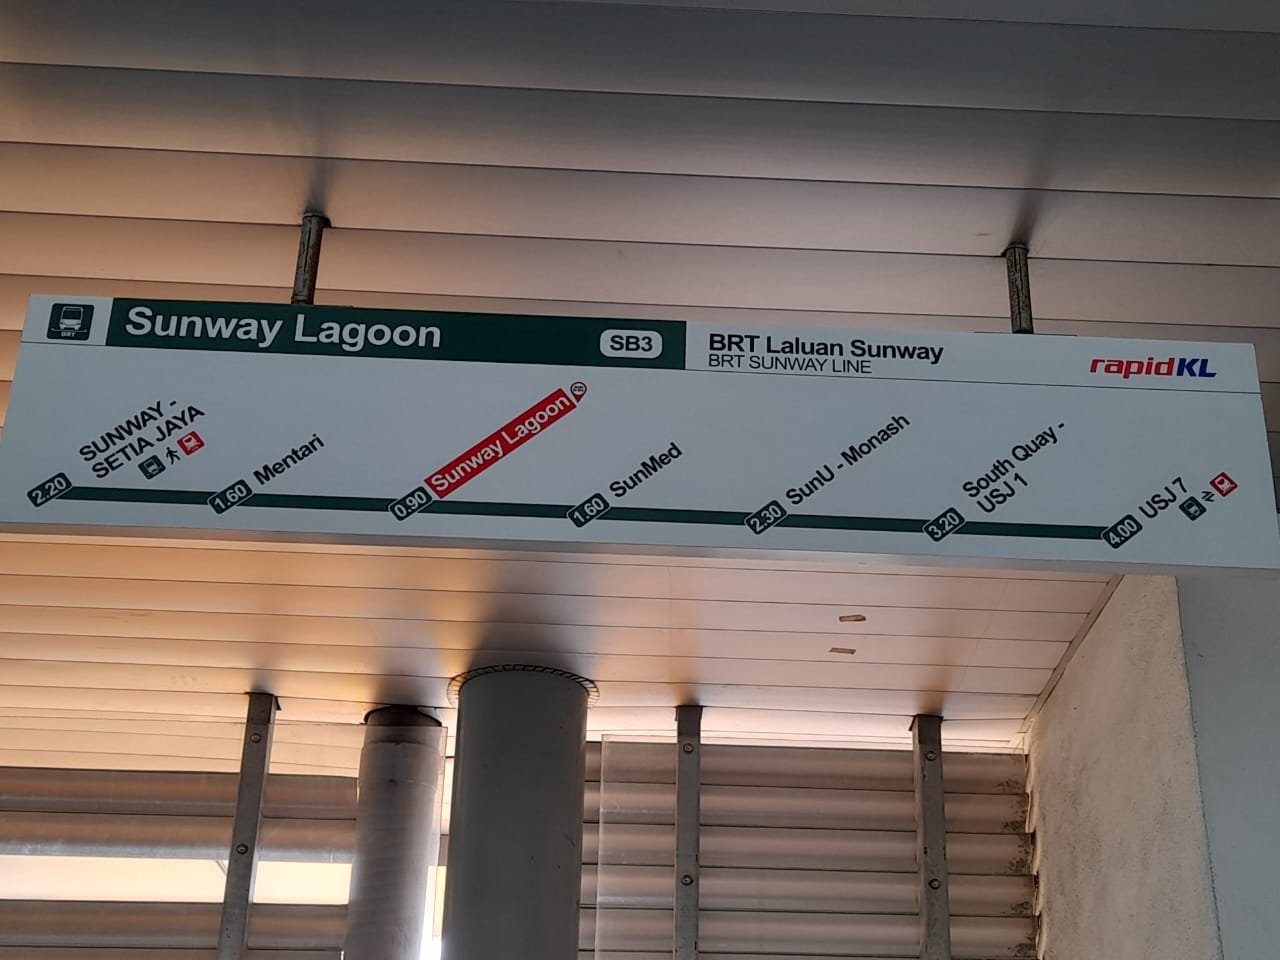 BRT
Sunway Lagoon
SB3
BRT Laluan Sunway
BRT SUNWAY LINE
rapidKL
2.20
SUNWAY -
SETIA JAYA
1.60
Mentari
0.90
Sunway Lagoon
1.60
SunMed
2.30
SunU - Monash
3.20
South Quay -
USJ 1
4.00
USJ 7